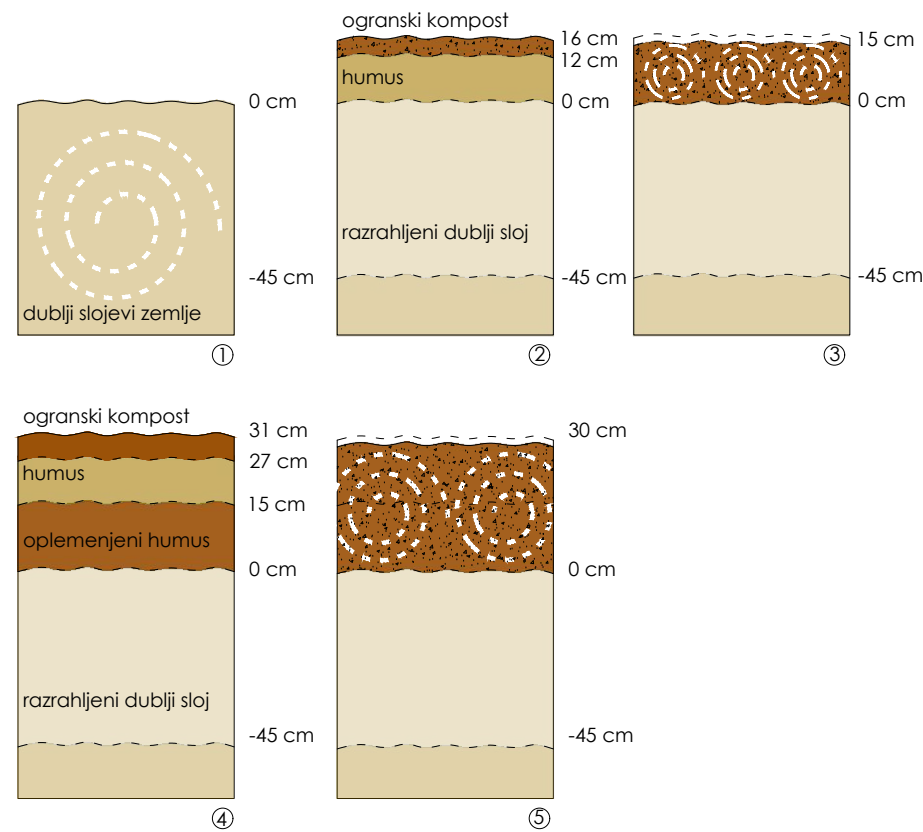 0 cm
-45 cm
dublji slojevi zemlje
1
ogranski kompost
16 cm
12 cm
humus
0 cm
razrahljeni dublji sloj
-45 cm
2
15 cm
0 cm
-45 cm
3
ogranski kompost
31 cm
27 cm
humus
15 cm
oplemenjeni humus
0 cm
razrahljeni dublji sloj
-45 cm
4
30 cm
0 cm
-45 cm
5